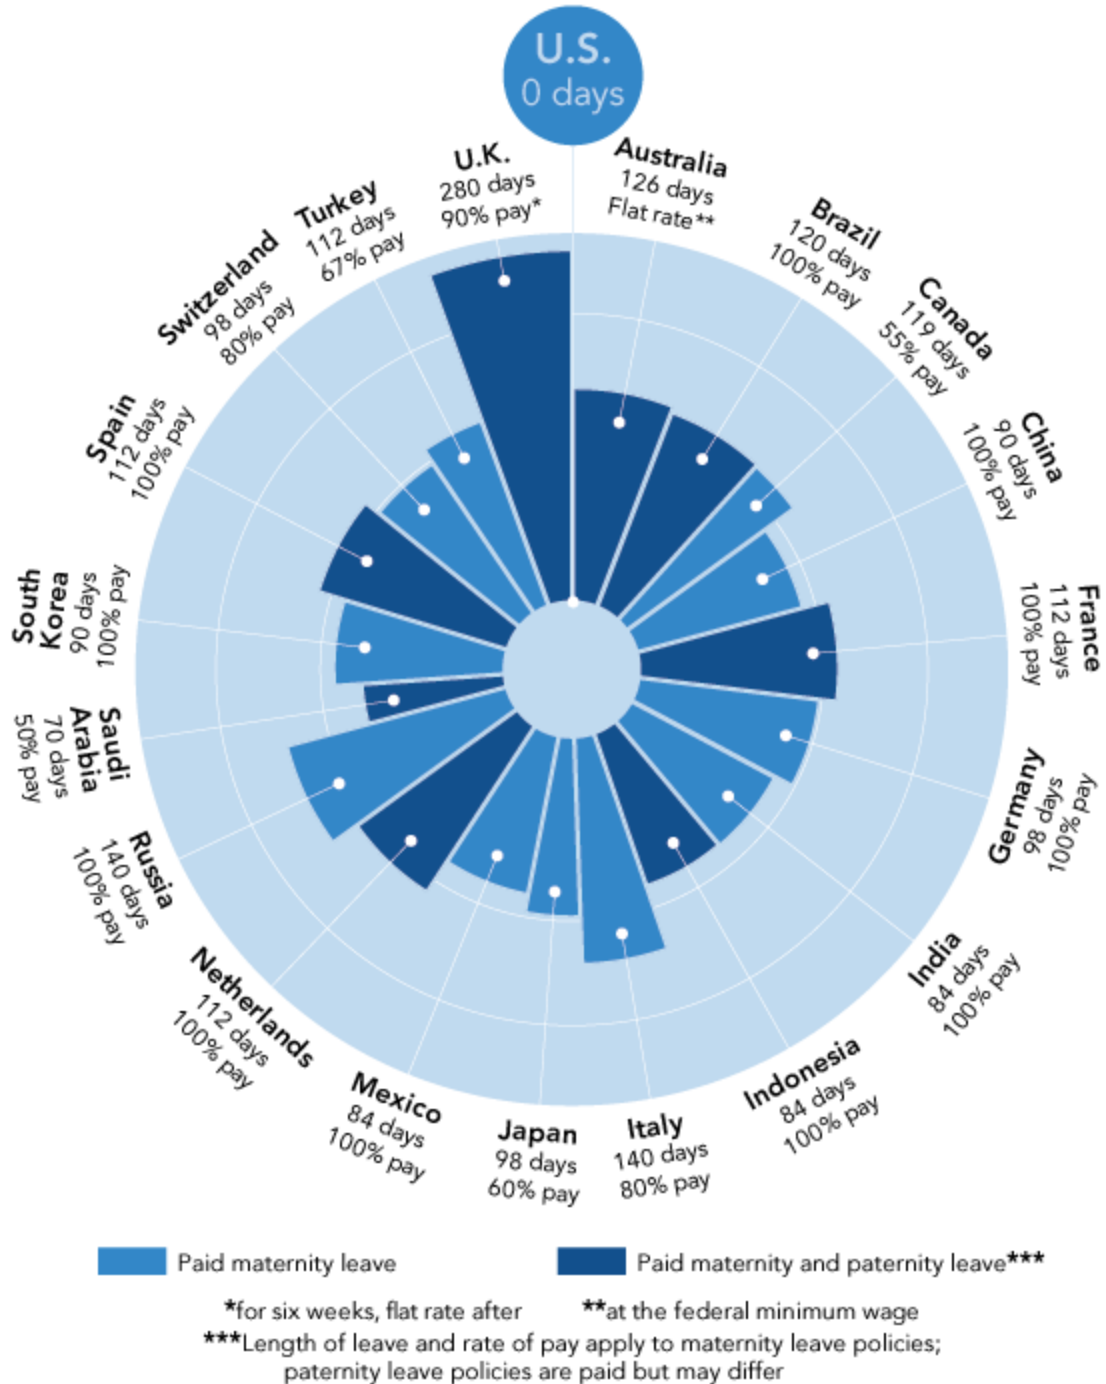 U.S.
0 days
Australia
126 days
Flat rate**
Brazil
120 days
100% pay
Canada
119 days
55% pay
China
90 days
100% pay
France
112 days
100% pay
Germany
98 days
100% pay
India
84 days
100% pay
Indonesia
84 days
100% pay
Italy
140 days
80% pay
Japan
98 days
60% pay
Mexico
84 days
100% pay
Netherlands
112 days
100% pay
Russia
140 days
100% pay
Saudi
Arabia
70 days
50% pay
South
Korea
90 days
100% pay
Spain
112 days
100% pay
Switzerland
98 days
80% pay
Turkey
112 days
67% pay
U.K.
280 days
90% pay*
Paid maternity leave
Paid maternity and paternity leave***
*for six weeks, flat rate after
**at the federal minimum wage
***Length of leave and rate of pay apply to maternity leave policies;
paternity leave policies are paid but may differ